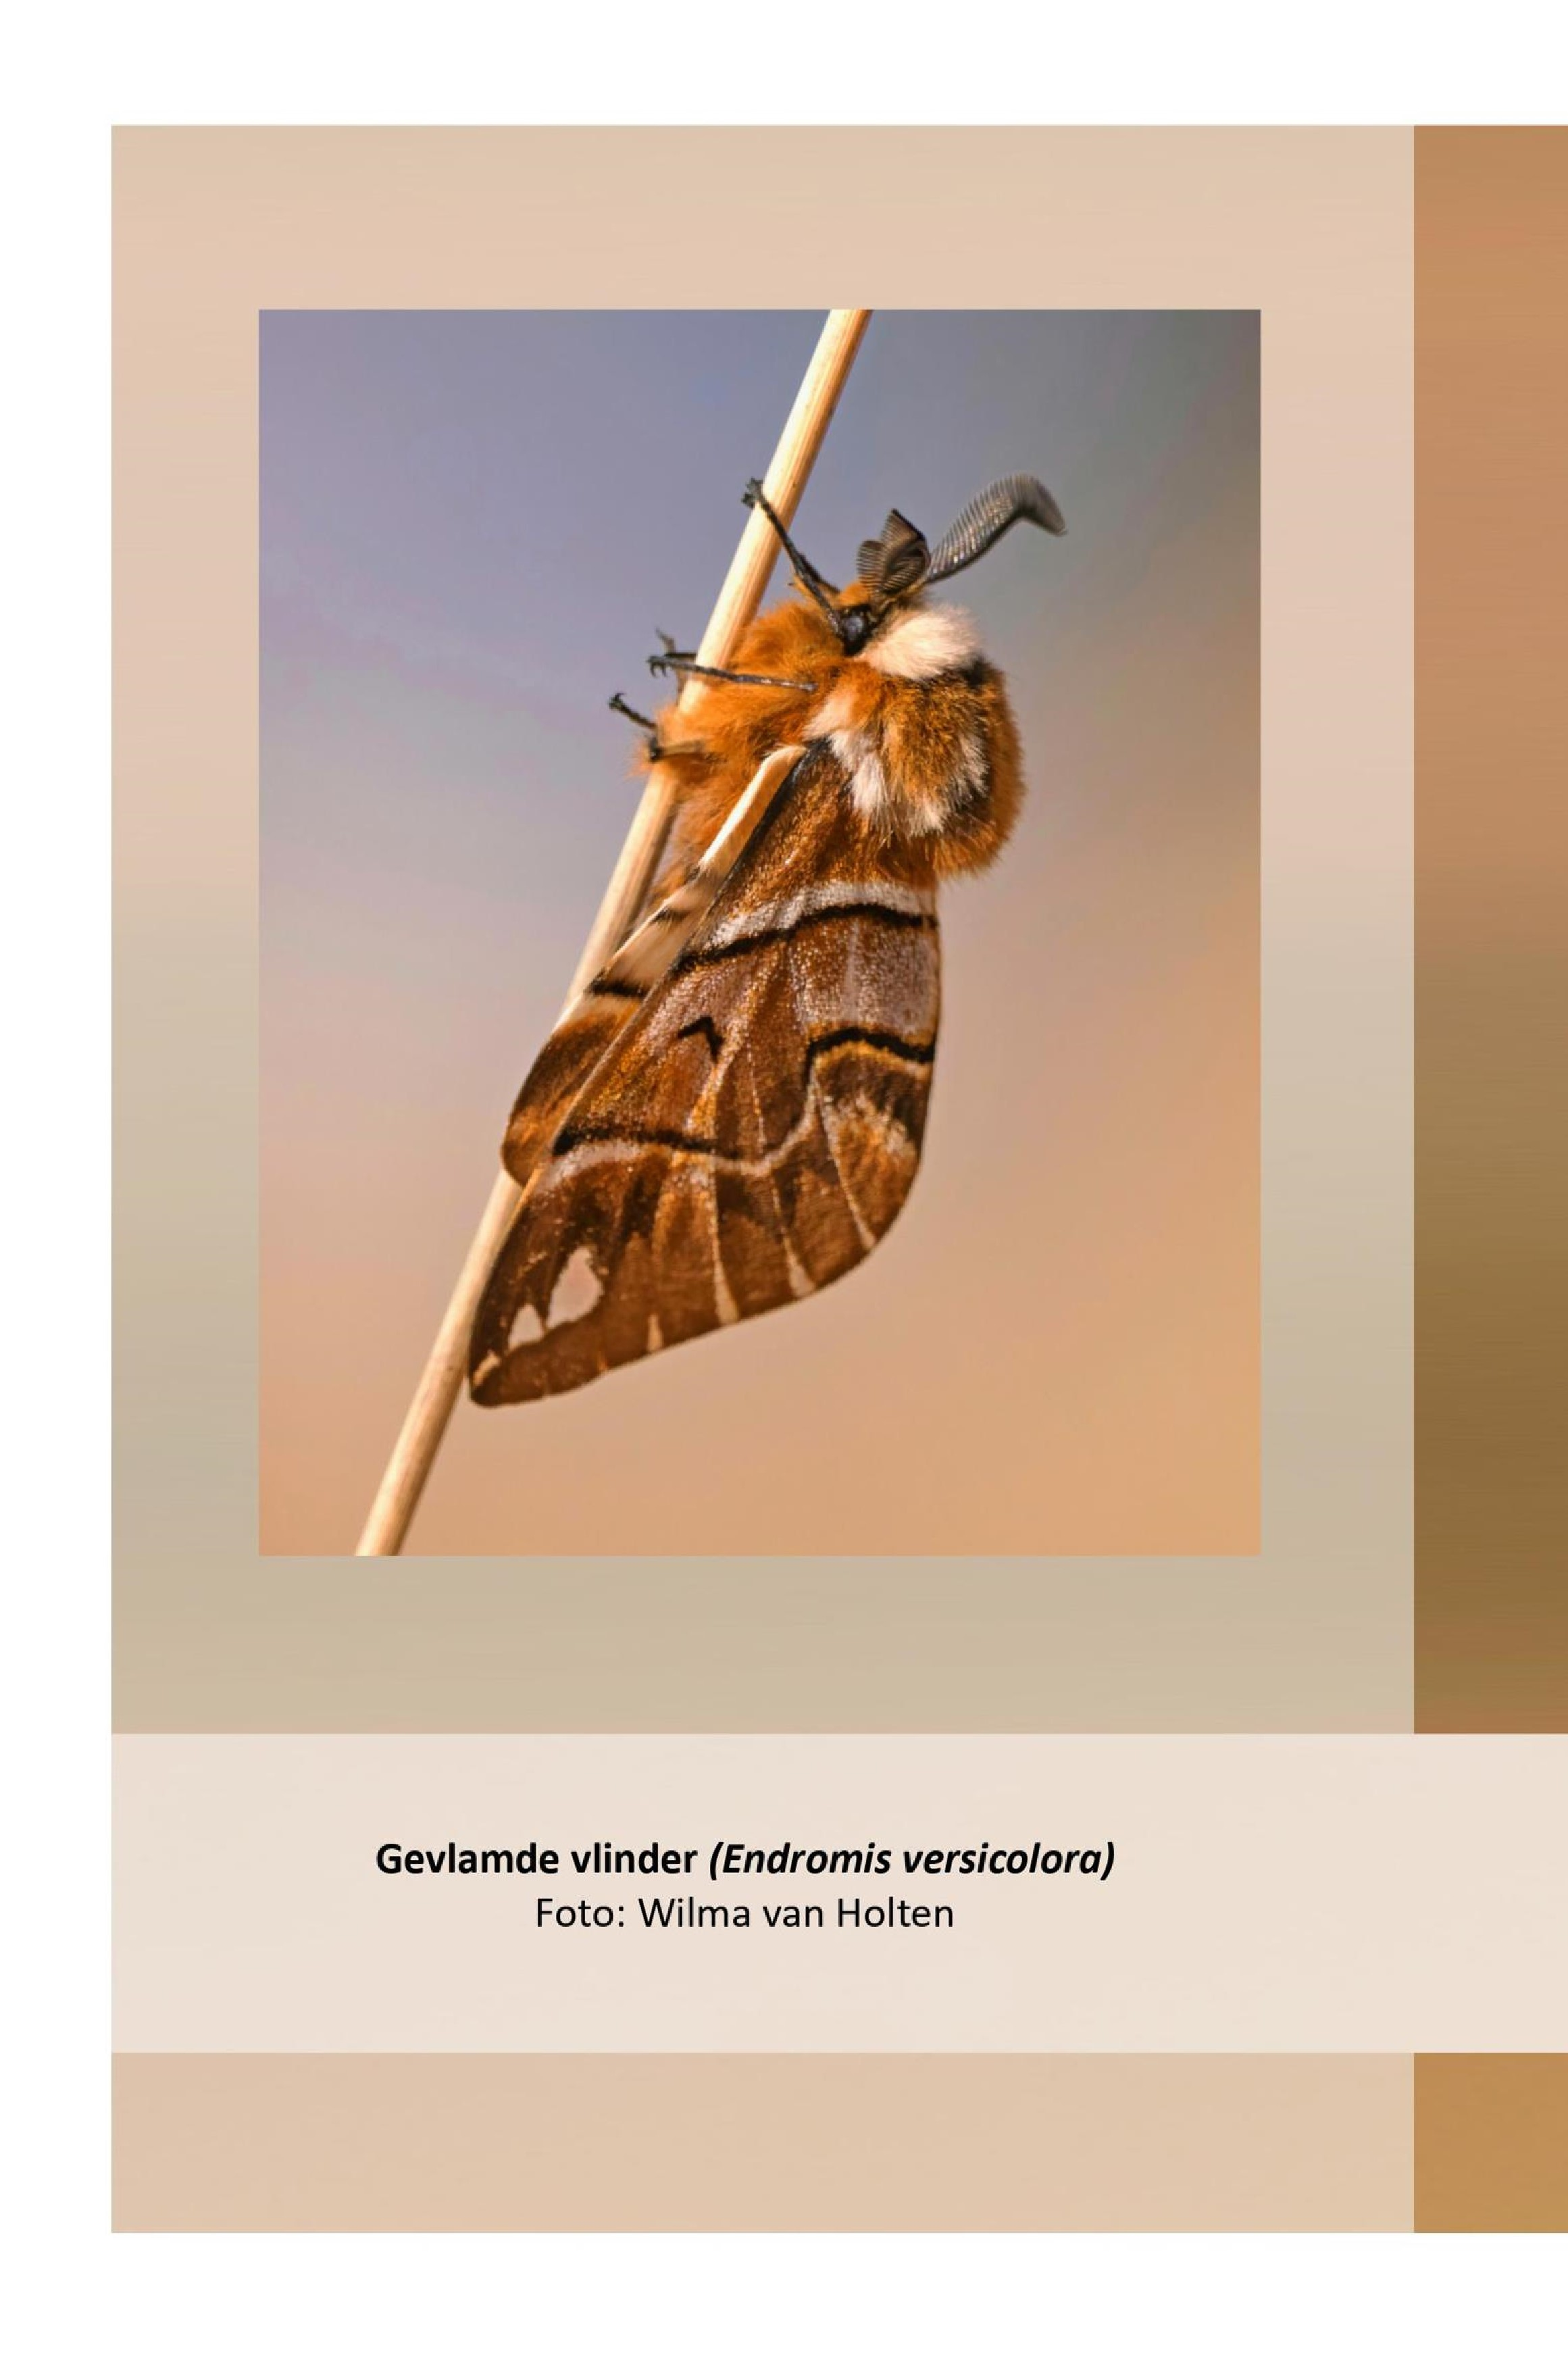 Gevlamde vlinder (Endromis versicolora)
Foto: Wilma van Holten